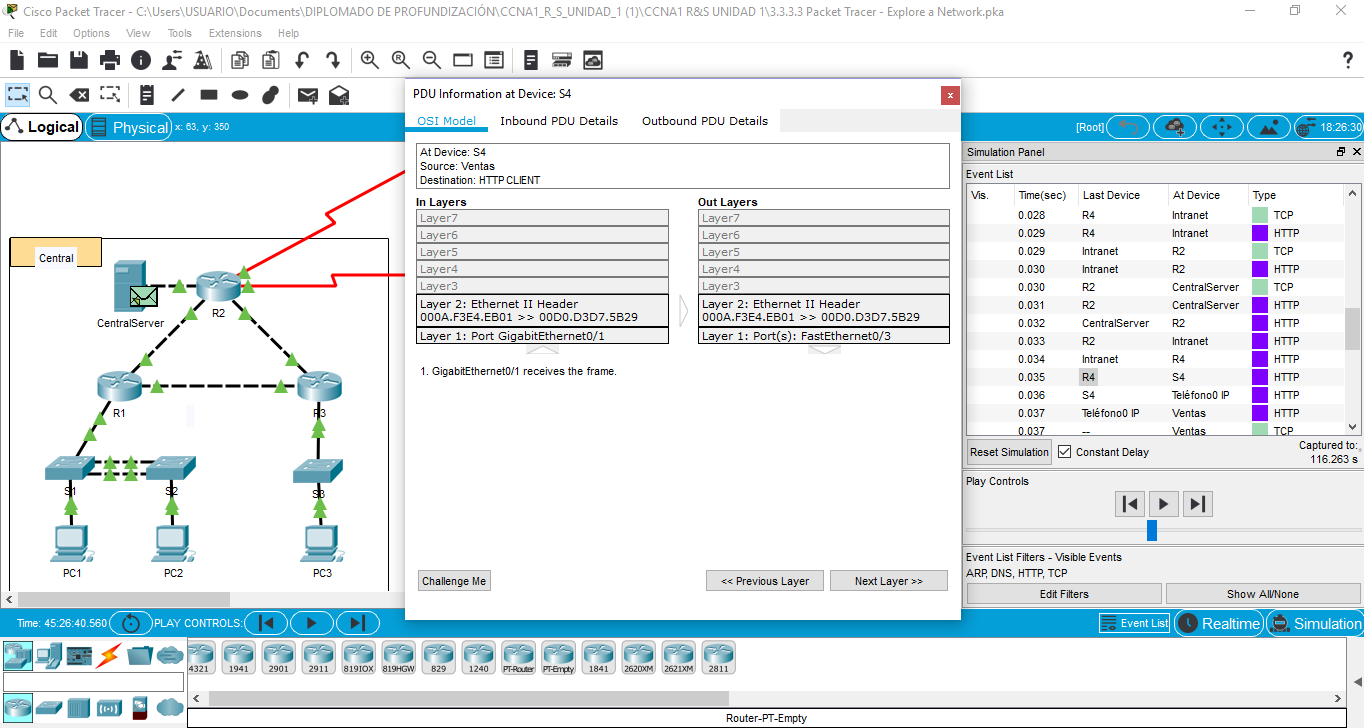 Cisco Packet Tracer - C:\Users\USUARIO\Documents\DIPLOMADO DE PROFUNDIZACIÓN\CCNA1_R_S_UNIDAD_1 (1)\CCNA1 R&S UNIDAD 1\3.3.3.3 Packet Tracer - Explore a Network.pka
File Edit Options View Tools Extensions Help
?
Logical Physical x: 63, y: 350 [Root] 18:26:30
PDU Information at Device: S4 x
OSI Model Inbound PDU Details Outbound PDU Details
At Device: S4
Source: Ventas
Destination: HTTP CLIENT
In Layers
Layer7
Layer6
Layer5
Layer4
Layer3
Layer 2: Ethernet II Header
000A.F3E4.EB01 >> 00D0.D3D7.5B29
Layer 1: Port GigabitEthernet0/1
Out Layers
Layer7
Layer6
Layer5
Layer4
Layer3
Layer 2: Ethernet II Header
000A.F3E4.EB01 >> 00D0.D3D7.5B29
Layer 1: Port(s): FastEthernet0/3
1. GigabitEthernet0/1 receives the frame.
Challenge Me << Previous Layer Next Layer >>
Central
CentralServer
R2
R1
R3
S1
S2
S3
PC1
PC2
PC3
Simulation Panel
Event List
Vis. Time(sec) Last Device At Device Type
0.028 R4 Intranet TCP
0.029 R4 Intranet HTTP
0.029 Intranet R2 TCP
0.030 Intranet R2 HTTP
0.030 R2 CentralServer TCP
0.031 R2 CentralServer HTTP
0.032 CentralServer R2 HTTP
0.033 R2 Intranet HTTP
0.034 Intranet R4 HTTP
0.035 R4 S4 HTTP
0.036 S4 Teléfono0 IP HTTP
0.037 Teléfono0 IP Ventas HTTP
0.037 -- Ventas TCP
Reset Simulation Constant Delay Captured to:
116.263 s
Play Controls
Event List Filters - Visible Events
ARP, DNS, HTTP, TCP
Edit Filters Show All/None
Time: 45:26:40.560 PLAY CONTROLS: Event List Realtime Simulation
4321 1941 2901 2911 819IOX 819HGW 829 1240 PT-Router PT-Empty 1841 2620XM 2621XM 2811
Router-PT-Empty